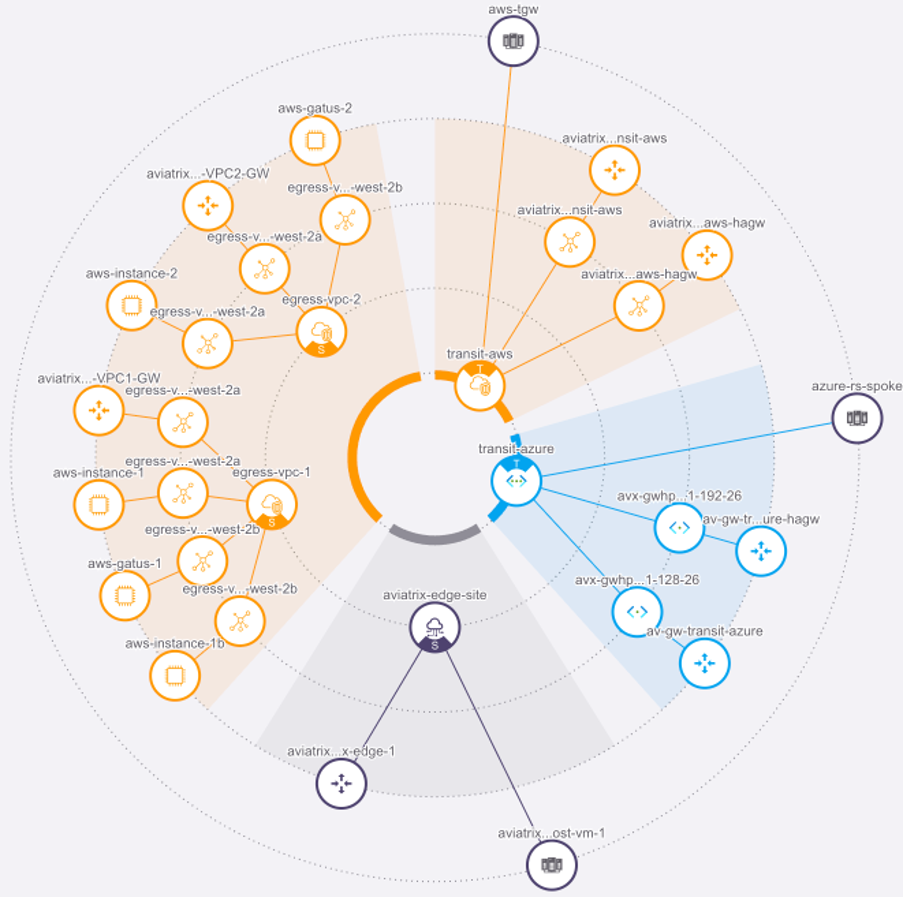 aws-tgw
aws-gatus-2
aviatrix...nsit-aws
aviatrix...-VPC2-GW
egress-v...-west-2b
aviatrix...nsit-aws
aviatrix...aws-hagw
egress-v...-west-2a
aws-instance-2
aviatrix...aws-hagw
egress-vpc-2
egress-v...-west-2a
S
transit-aws
T
aviatrix...-VPC1-GW
egress-v...-west-2a
azure-rs-spoke
transit-azure
T
egress-v...-west-2a
aws-instance-1
egress-vpc-1
avx-gwhp...1-192-26
S
av-gw-tr...ure-hagw
egress-v...-west-2b
aws-gatus-1
avx-gwhp...1-128-26
egress-v...-west-2b
aviatrix-edge-site
av-gw-transit-azure
aws-instance-1b
S
aviatrix...x-edge-1
aviatrix...ost-vm-1